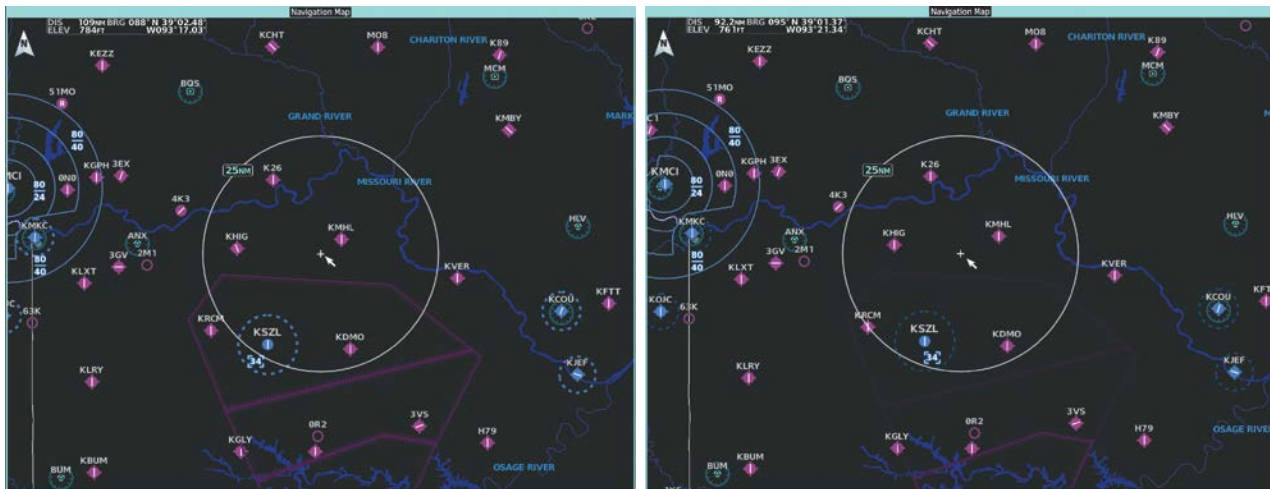 Navigation Map
DIS 109NM BRG 088° N 39°02.48'
ELEV 784FT W093°17.03'
KCHT
MO8
KEZZ
CHARITON RIVER
K89
MCM
BQS
51MO
GRAND RIVER
MARK
80
40
KMBY
KGPH
3EX
25NM
K26
MCI
0N0
80
24
MISSOURI RIVER
4K3
KMKC
ANX
KHIG
KMHL
HLV
2M1
3GV
80
40
KLXT
KVER
KCOU
KFTT
63K
KRCM
KSZL
KDMO
34
KJEF
KLRY
0R2
3VS
KGLY
H79
BUM
KBUM
OSAGE RIVER
Navigation Map
DIS 92.2NM BRG 095° N 39°01.37'
ELEV 761FT W093°21.34'
KCHT
MO8
KEZZ
CHARITON RIVER
K89
MCM
BQS
51MO
GRAND RIVER
80
40
KMBY
KGPH
3EX
25NM
K26
KMCI
0N0
80
24
MISSOURI RIVER
4K3
KMKC
ANX
KHIG
KMHL
HLV
2M1
3GV
80
40
KLXT
KVER
KOJC
KCOU
KFT
63K
KRCM
KSZL
KDMO
34
KJEF
KLRY
0R2
3VS
KGLY
H79
BUM
KBUM
OSAGE RIVER